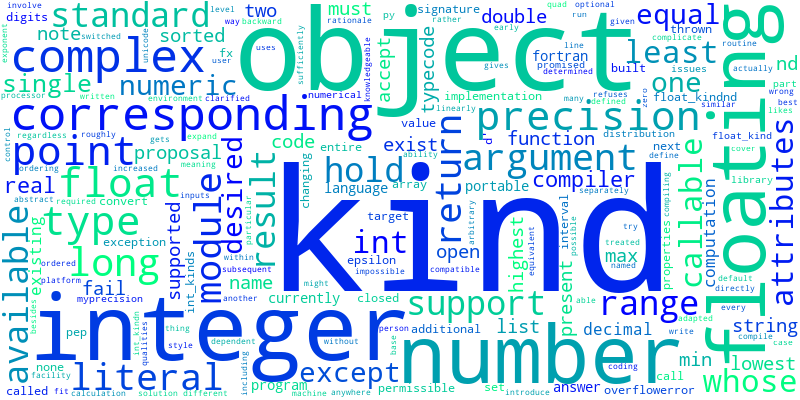 kind
object
integer
number
floating
complex
corresponding
precision
point
float
type
long
literal
standard
numeric
single
argument
hold
support
range
module
return
result
desired
available
callable
attributes
whose
least
equal
double
one
two
must
accept
typecode
signature
sorted
note
digits
proposal
real
code
exist
function
compiler
int
open
max
min
lowest
highest
present
interval
portable
computation
properties
string
decimal
list
name
fail
supported
existing
convert
exception
except
program
called
answer
overflowerror
permissible
additional
currently
closed
epsilon
impossible
target
array
language
changing
entire
value
implementation
fortran
built
thrown
nd
part
issues
float_kind
float_kindnd
int_kinds
int_kindn
myprecision
fx
py
pep
none
set
call
next
define
similar
library
cover
default
directly
distribution
linearly
determined
refuses
defined
zero
many
run
given
optional
quad
line
gives
early
rather
sufficiently
backward
rationale
way
level
uses
user
unicode
switched
involve
exponent
processor
written
environment
clarified
numerical
knowledgeable
promised
actually
wrong
best
likes
routine
complicate
control
regardless
roughly
gets
expand
meaning
ordering
increased
ability
abstract
required
inputs
particular
ordered
platform
within
subsequent
compatible
equivalent
arbitrary
possible
separately
compiling
treated
named
try
able
adapted
another
might
besides
person
thing
qualities
style
dependent
without
base
fit
calculation
solution
different
including
machine
anywhere
coding
introduce
write
compile
case
every
facility